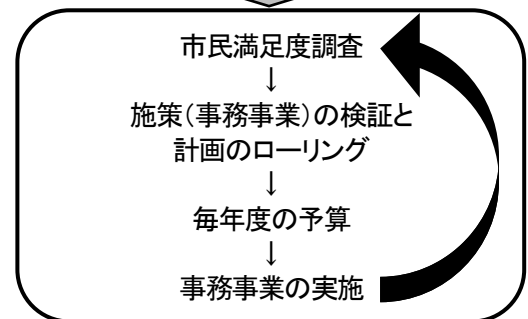 市民満足度調査
↓
施策（事務事業）の検証と
計画のローリング
↓
毎年度の予算
↓
事務事業の実施